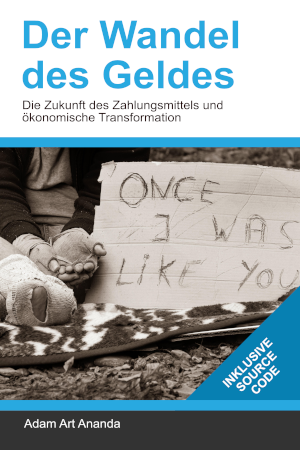 Der Wandel
des Geldes
Die Zukunft des Zahlungsmittels und
ökonomische Transformation
ONCE
I WAS
LIKE YOU
INKLUSIVE
SOURCE
CODE
Adam Art Ananda